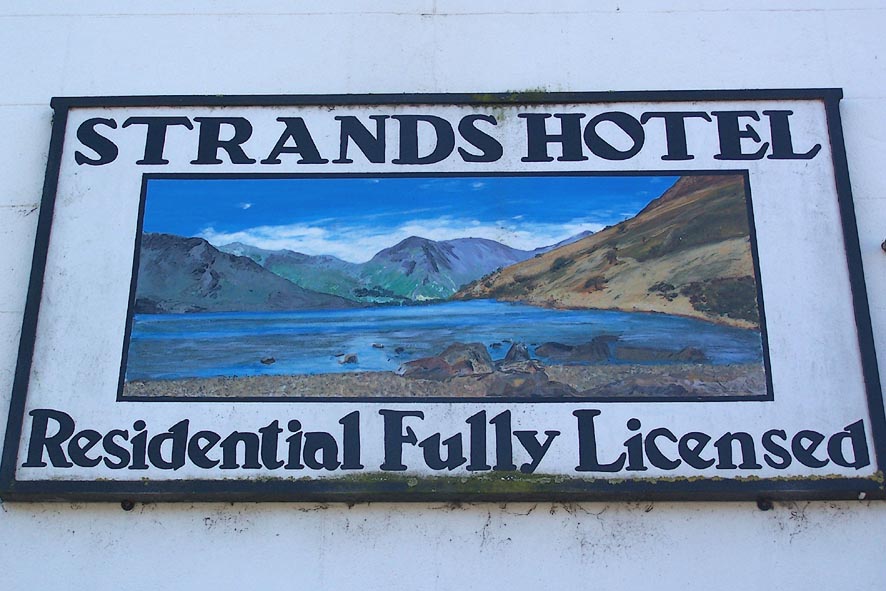 STRANDS HOTEL
Residential Fully Licensed